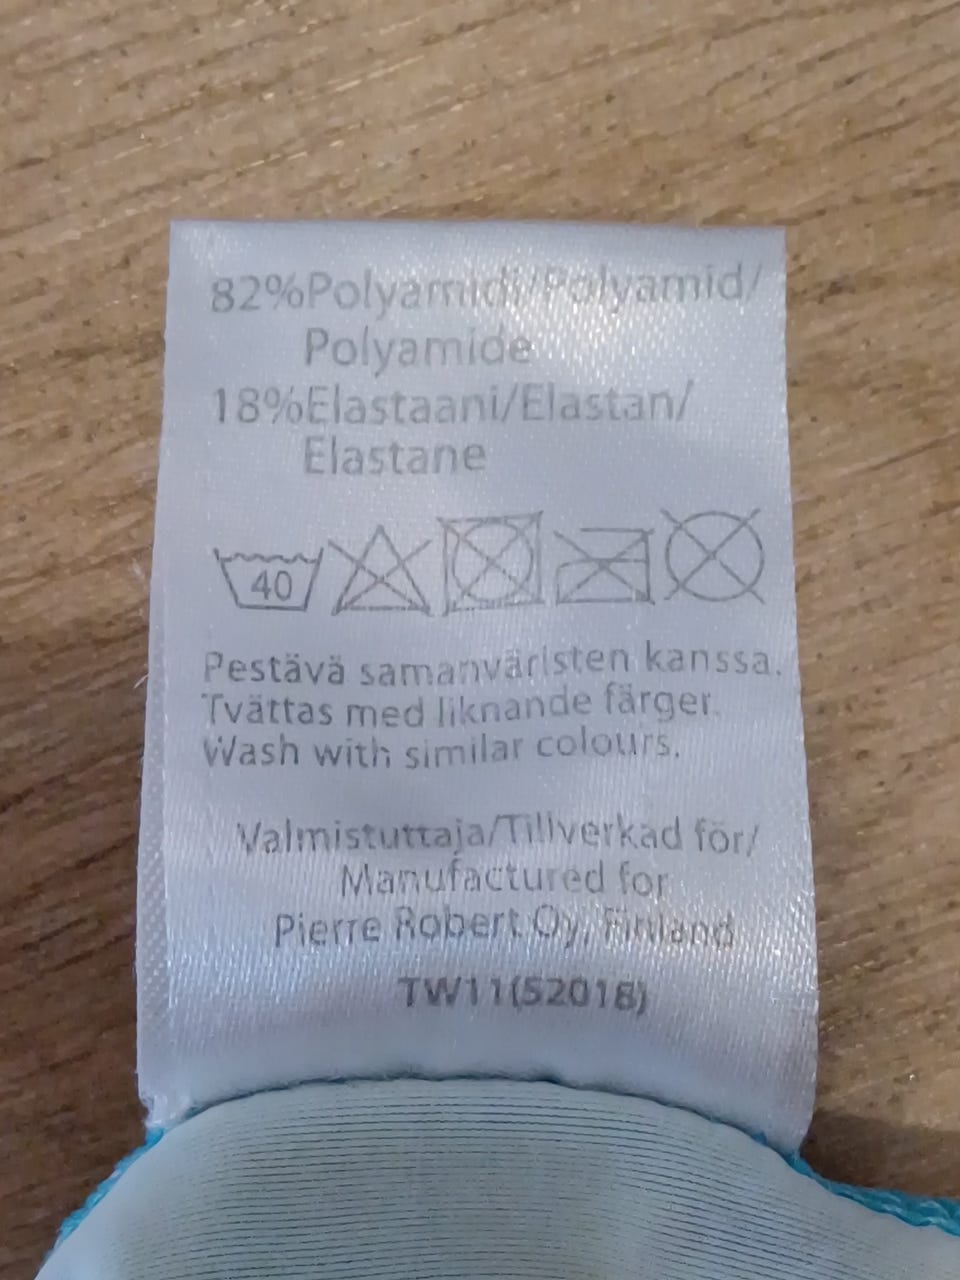 82%Polyamidi/Polyamid/
Polyamide
18%Elastaani/Elastan/
Elastane
40
Pestävä samanväristen kanssa.
Tvättas med liknande färger.
Wash with similar colours.
Valmistuttaja/Tillverkad för/
Manufactured for
Pierre Robert Oy, Finland
TW11(52018)